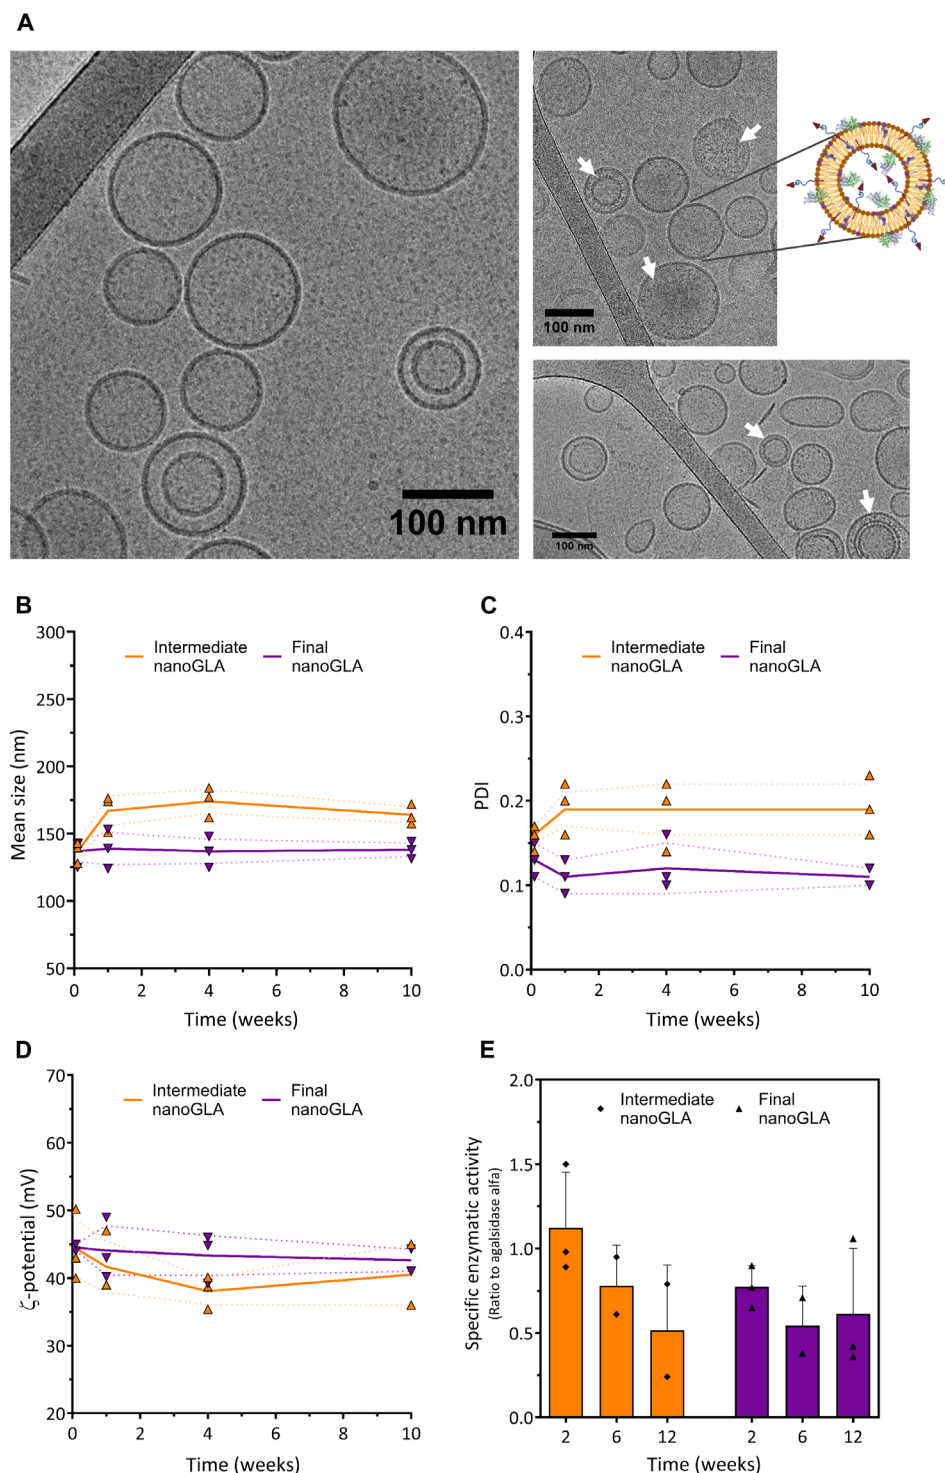 A
100 nm
100 nm
100 nm
B
300
250
200
150
100
50
Mean size (nm)
Intermediate
nanoGLA
Final
nanoGLA
0
2
4
6
8
10
Time (weeks)
C
0.4
0.3
0.2
0.1
0.0
PDI
Intermediate
nanoGLA
Final
nanoGLA
0
2
4
6
8
10
Time (weeks)
D
70
60
50
40
30
20
ζ-potential (mV)
Intermediate
nanoGLA
Final
nanoGLA
0
2
4
6
8
10
Time (weeks)
E
2.0
1.5
1.0
0.5
0.0
Specific enzymatic activity
(Ratio to agalsidase alfa)
Intermediate
nanoGLA
Final
nanoGLA
2
6
12
2
6
12
Time (weeks)